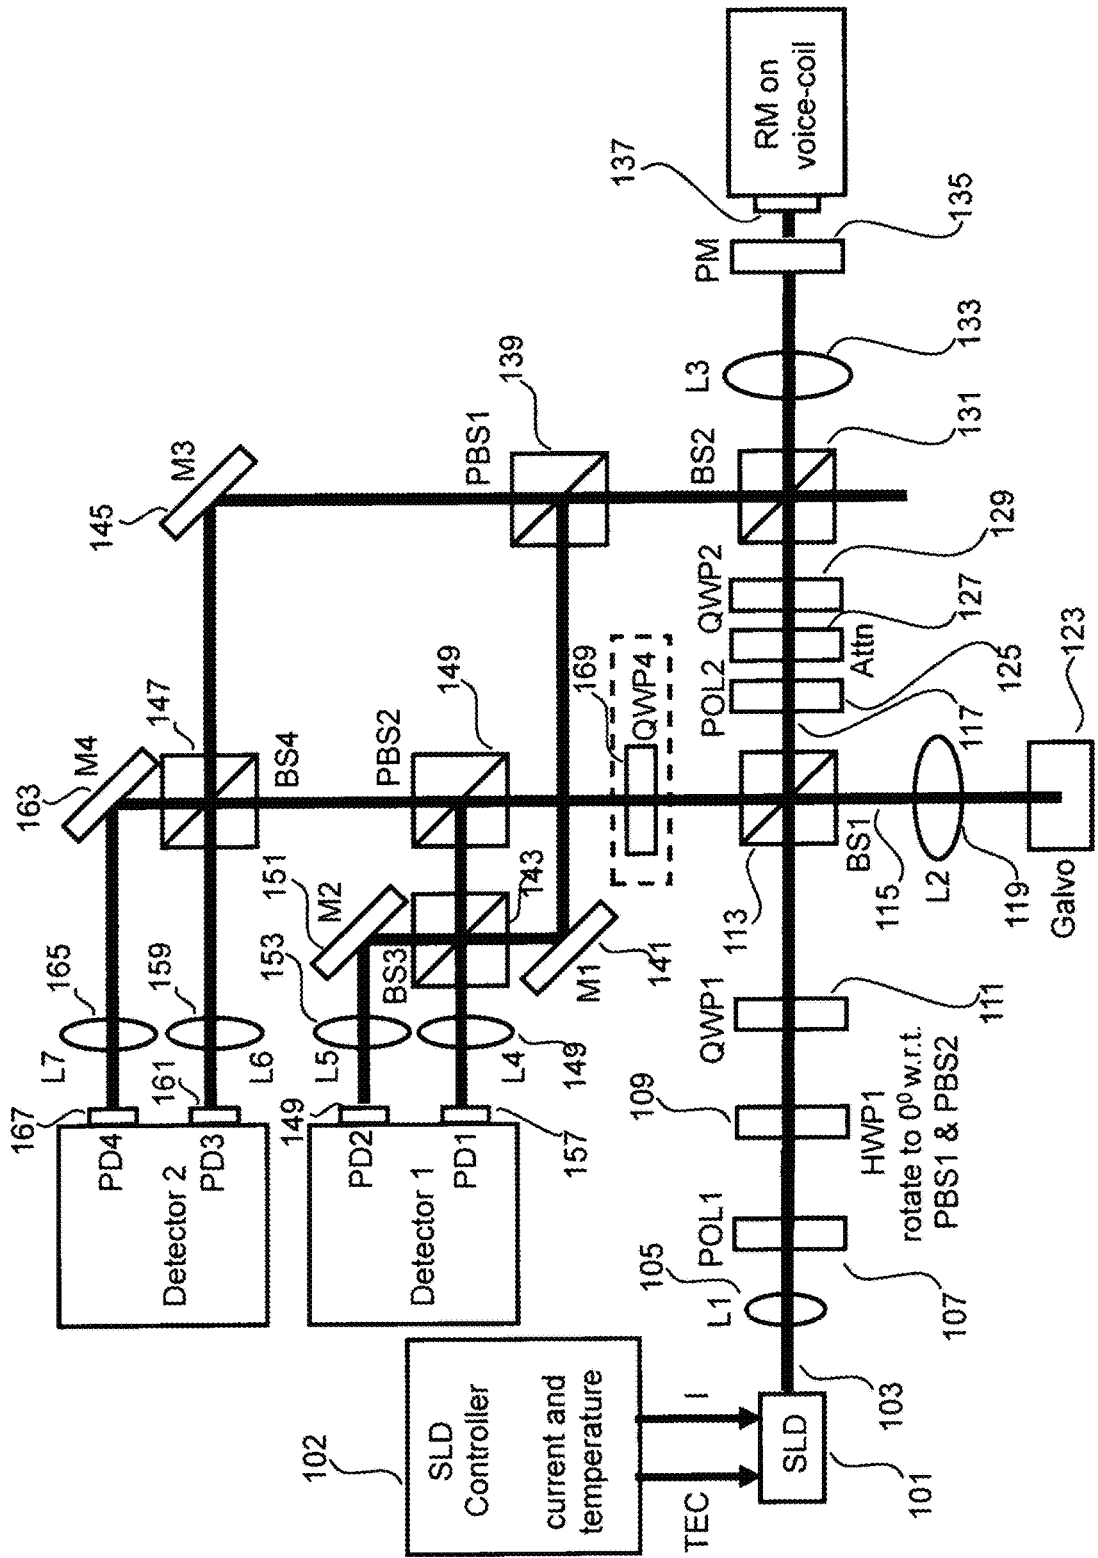 167
L7
165
163
M4
PD4
Detector 2
PD3
161
L6
159
147
145
M3
BS4
149
PD2
L5
153
151
M2
Detector 1
PD1
157
L4
149
BS3
143
PBS2
149
PBS1
139
102
SLD
Controller
current and
temperature
M1
141
169
QWP4
TEC
I
L1
105
POL1
109
QWP1
113
POL2
QWP2
BS2
L3
PM
137
RM on
voice-coil
SLD
HWP1
rotate to 0⁰ w.r.t.
PBS1 & PBS2
BS1
Attn
101
103
107
111
115
117
125
127
129
131
133
135
L2
119
Galvo
123